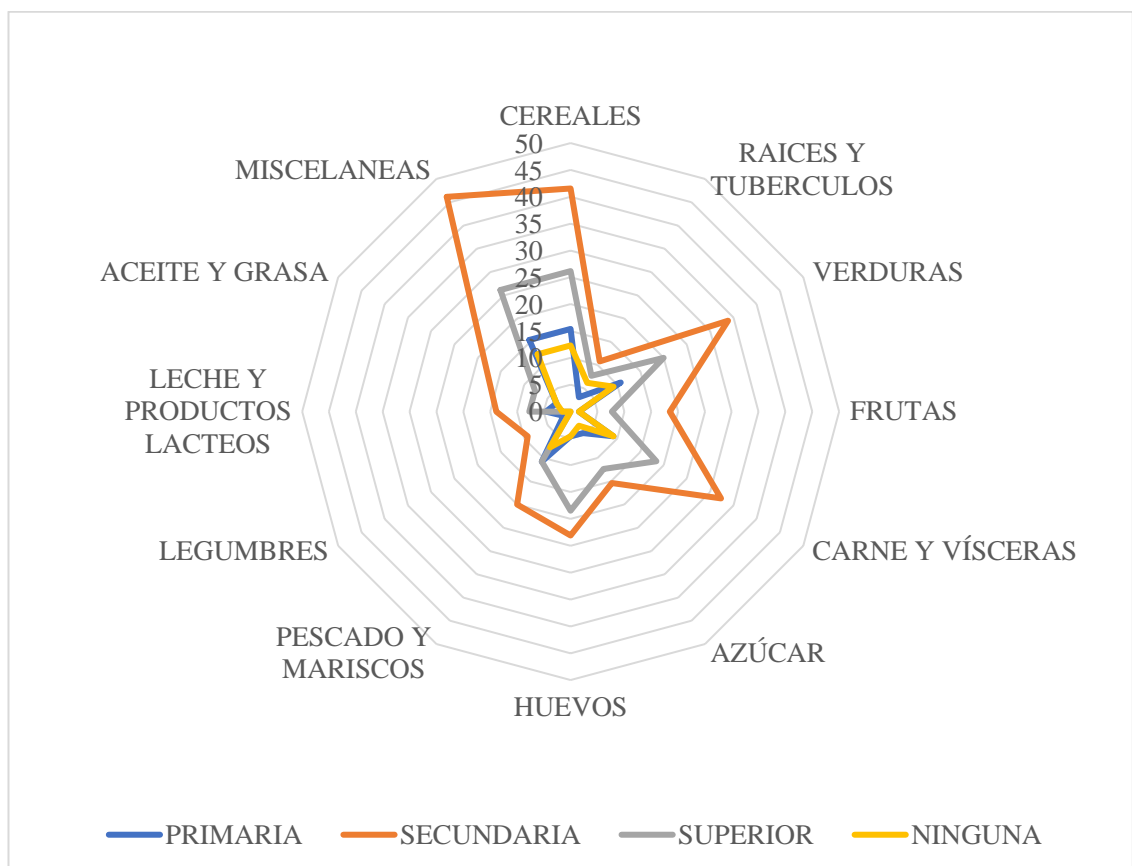 CEREALES
RAICES Y
TUBERCULOS
VERDURAS
FRUTAS
CARNE Y VÍSCERAS
AZÚCAR
HUEVOS
PESCADO Y
MARISCOS
LEGUMBRES
LECHE Y
PRODUCTOS
LACTEOS
ACEITE Y GRASA
MISCELANEAS
50
45
40
35
30
25
20
15
10
5
0
PRIMARIA
SECUNDARIA
SUPERIOR
NINGUNA